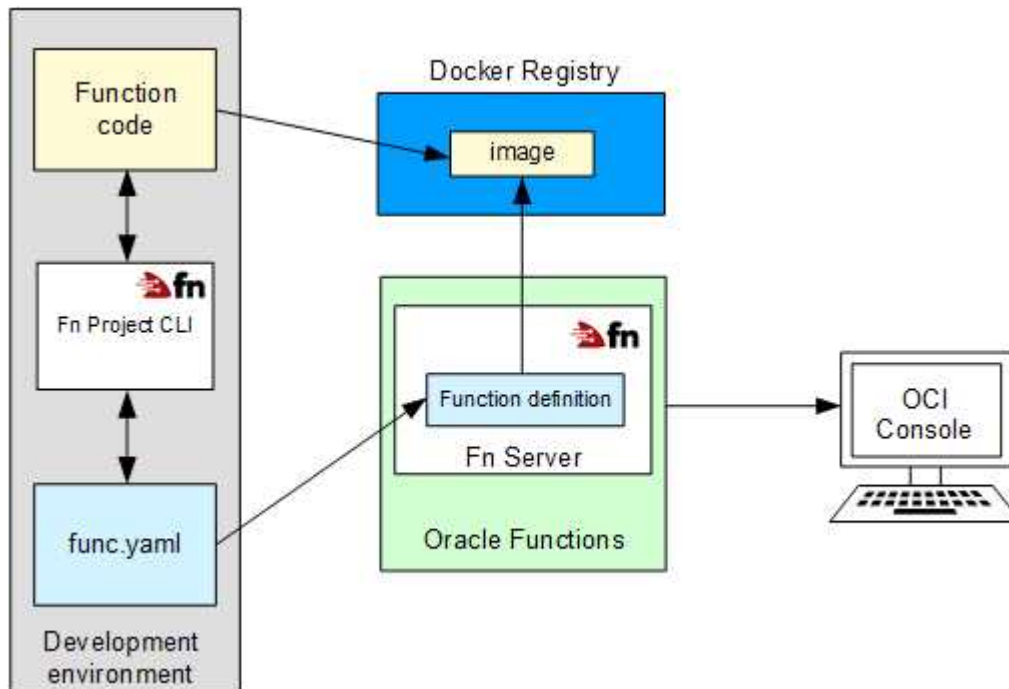 Function
code
fn
Fn Project CLI
func.yaml
Development
environment
Docker Registry
image
fn
Function definition
Fn Server
Oracle Functions
OCI
Console